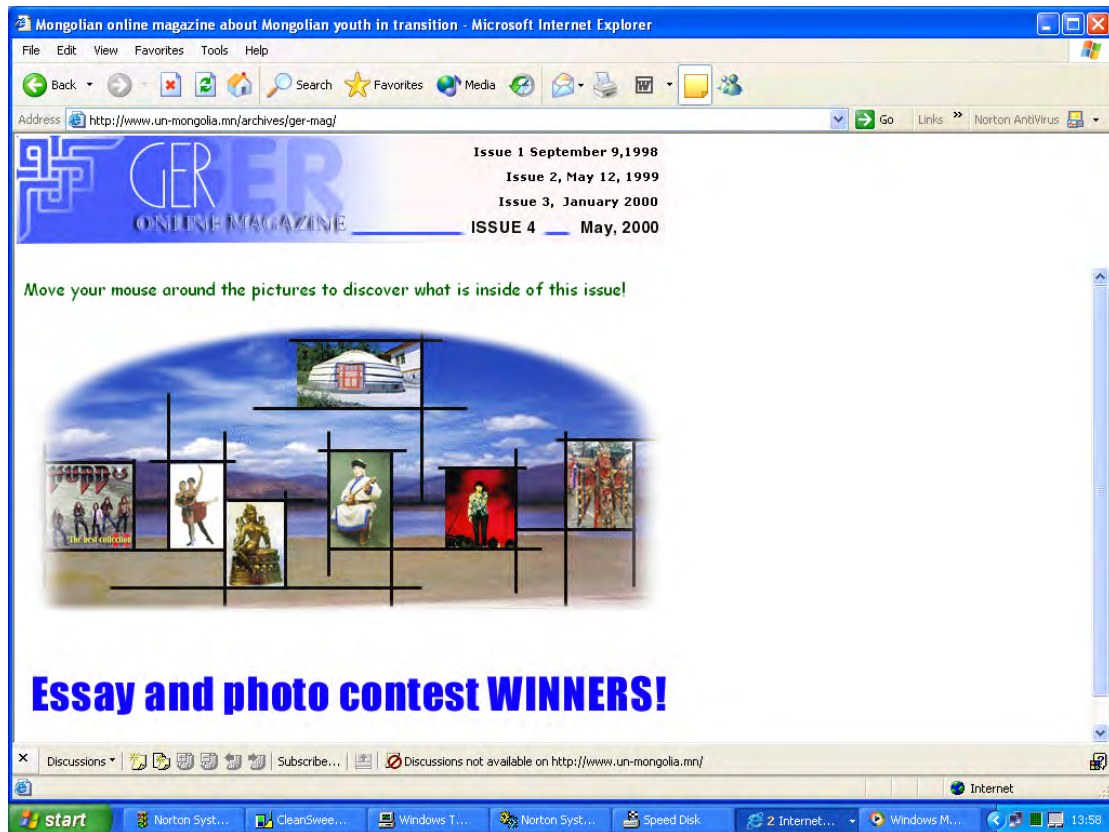 Mongolian online magazine about Mongolian youth in transition - Microsoft Internet Explorer
File Edit View Favorites Tools Help
Back Search Favorites Media
Address http://www.un-mongolia.mn/archives/ger-mag/ Go Links » Norton AntiVirus
GER
GER
ONLINE MAGAZINE
Issue 1 September 9,1998
Issue 2, May 12, 1999
Issue 3, January 2000
ISSUE 4 May, 2000
Move your mouse around the pictures to discover what is inside of this issue!
The best collection
Essay and photo contest WINNERS!
Discussions Subscribe... Discussions not available on http://www.un-mongolia.mn/
Internet
start Norton Syst... CleanSwee... Windows T... Norton Syst... Speed Disk 2 Internet... Windows M... 13:58